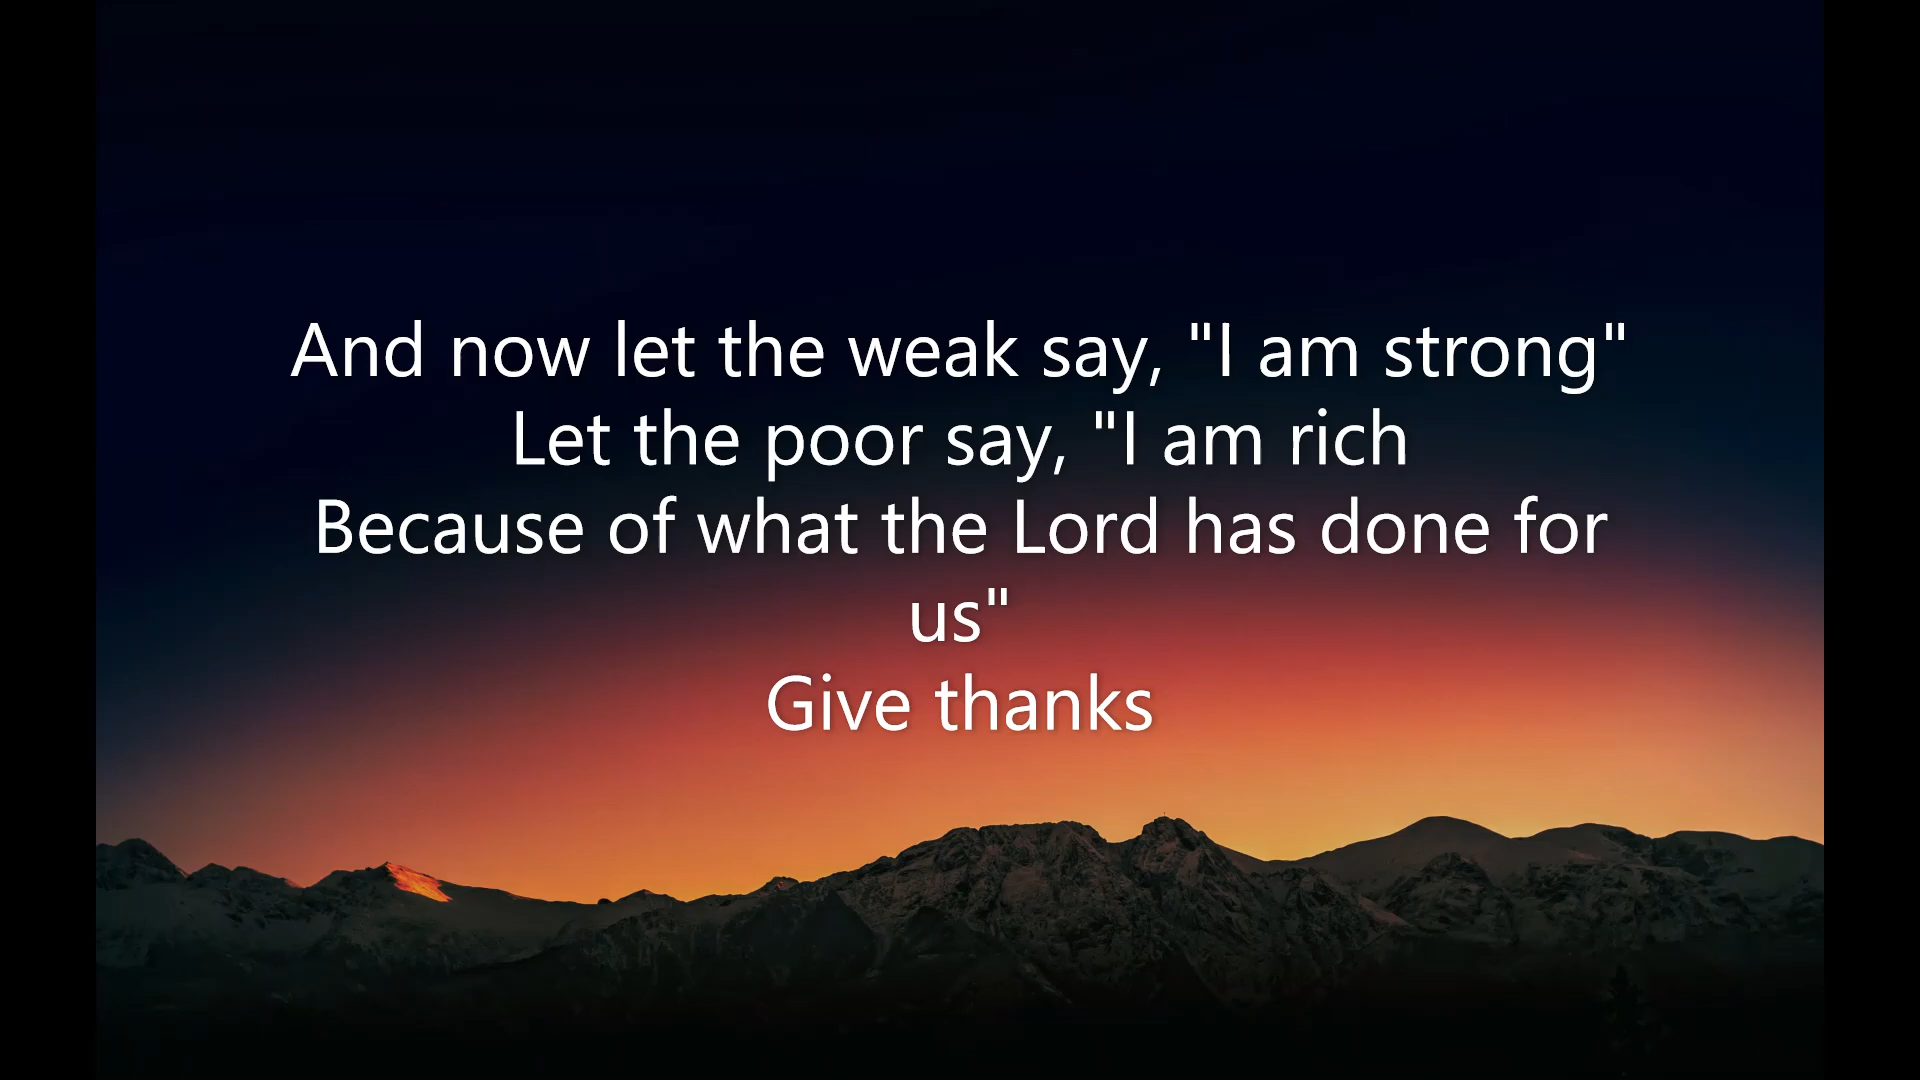 And now let the weak say, "I am strong"
Let the poor say, "I am rich
Because of what the Lord has done for
us"
Give thanks